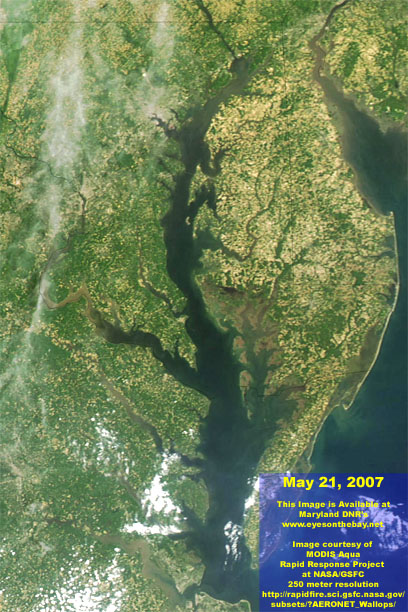 May 21, 2007
This Image is Available at
Maryland DNR's
www.eyesonthebay.net
Image courtesy of
MODIS Aqua
Rapid Response Project
at NASA/GSFC
250 meter resolution
http://rapidfire.sci.gsfc.nasa.gov/
subsets/?AERONET_Wallops/